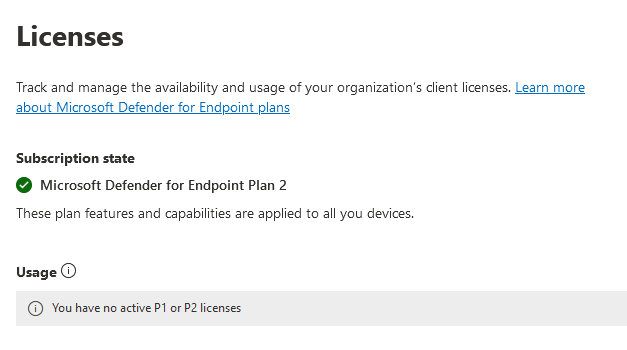 Licenses
Track and manage the availability and usage of your organization's client licenses. Learn more
about Microsoft Defender for Endpoint plans
Subscription state
Microsoft Defender for Endpoint Plan 2
These plan features and capabilities are applied to all you devices.
Usage
You have no active P1 or P2 licenses